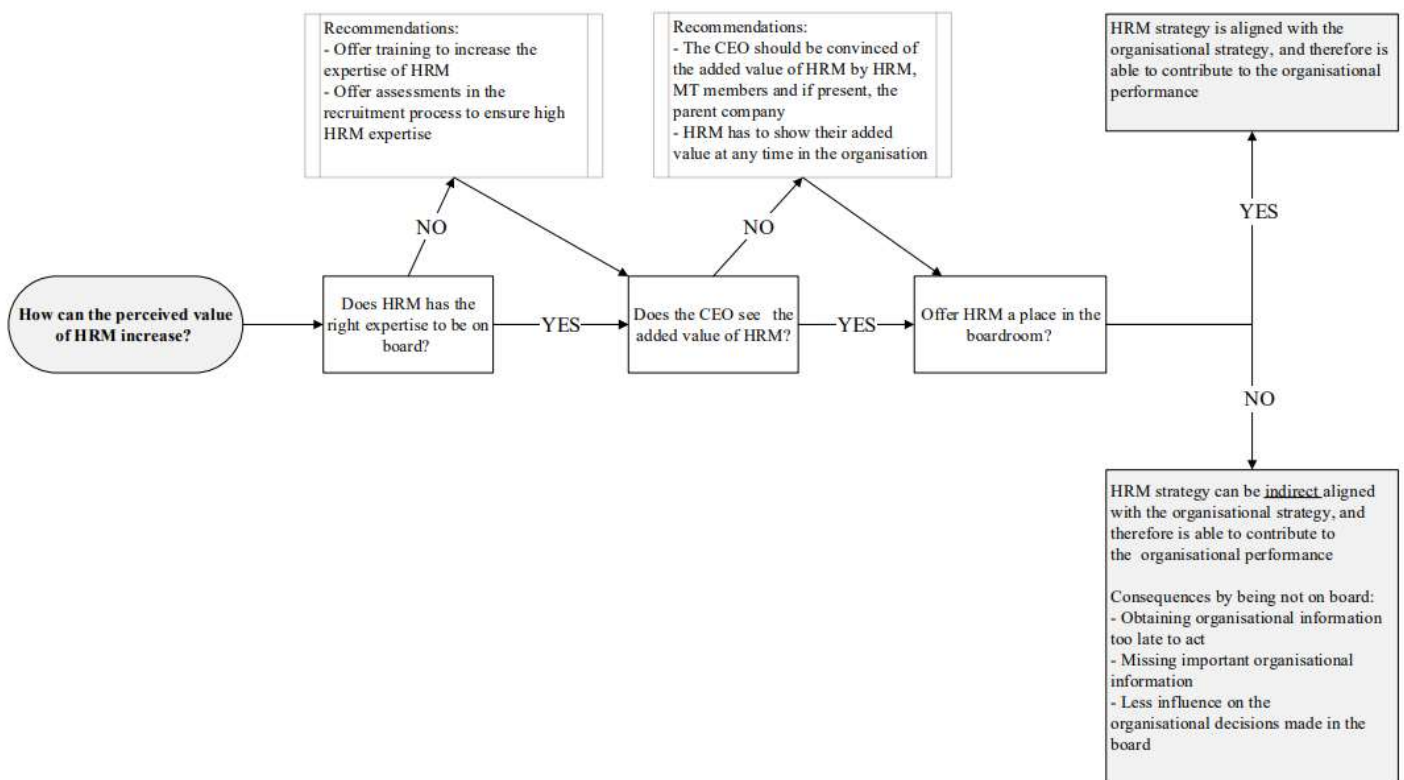 How can the perceived value
of HRM increase?
Does HRM has the
right expertise to be on
board?
NO
Recommendations:
- Offer training to increase the
expertise of HRM
- Offer assessments in the
recruitment process to ensure high
HRM expertise
YES
Does the CEO see the
added value of HRM?
NO
Recommendations:
- The CEO should be convinced of
the added value of HRM by HRM,
MT members and if present, the
parent company
- HRM has to show their added
value at any time in the organisation
YES
Offer HRM a place in the
boardroom?
YES
HRM strategy is aligned with the
organisational strategy, and therefore is
able to contribute to the organisational
performance
NO
HRM strategy can be indirect aligned
with the organisational strategy, and
therefore is able to contribute to
the organisational performance
Consequences by being not on board:
- Obtaining organisational information
too late to act
- Missing important organisational
information
- Less influence on the
organisational decisions made in the
board